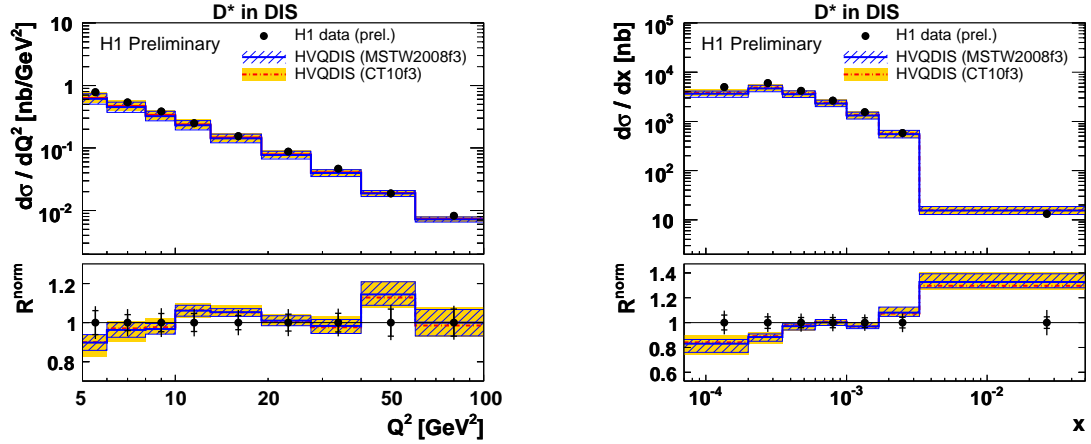 D* in DIS
H1 Preliminary
H1 data (prel.)
HVQDIS (MSTW2008f3)
HVQDIS (CT10f3)
dσ / dQ² [nb/GeV²]
10
1
10⁻¹
10⁻²
R^norm
1.2
1
0.8
5
10
20
30
100
Q² [GeV²]
D* in DIS
H1 Preliminary
H1 data (prel.)
HVQDIS (MSTW2008f3)
HVQDIS (CT10f3)
dσ / dx [nb]
10⁵
10⁴
10³
10²
10
R^norm
1.4
1.2
1
0.8
0.6
10⁻⁴
10⁻³
10⁻²
x